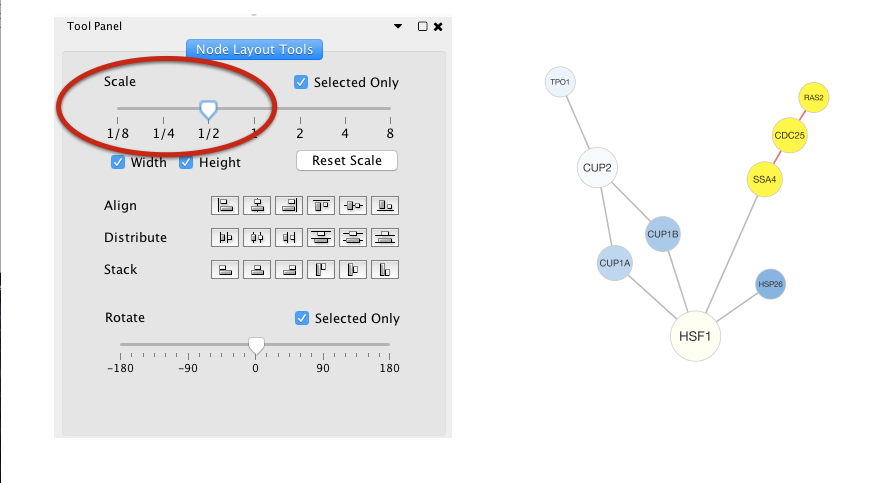 Tool Panel
Node Layout Tools
Scale
Selected Only
1/8 1/4 1/2 1 2 4 8
Width Height Reset Scale
Align
Distribute
Stack
Rotate
Selected Only
-180 -90 0 90 180
TPO1
RAS2
CDC25
CUP2
SSA4
CUP1B
CUP1A
HSP26
HSF1